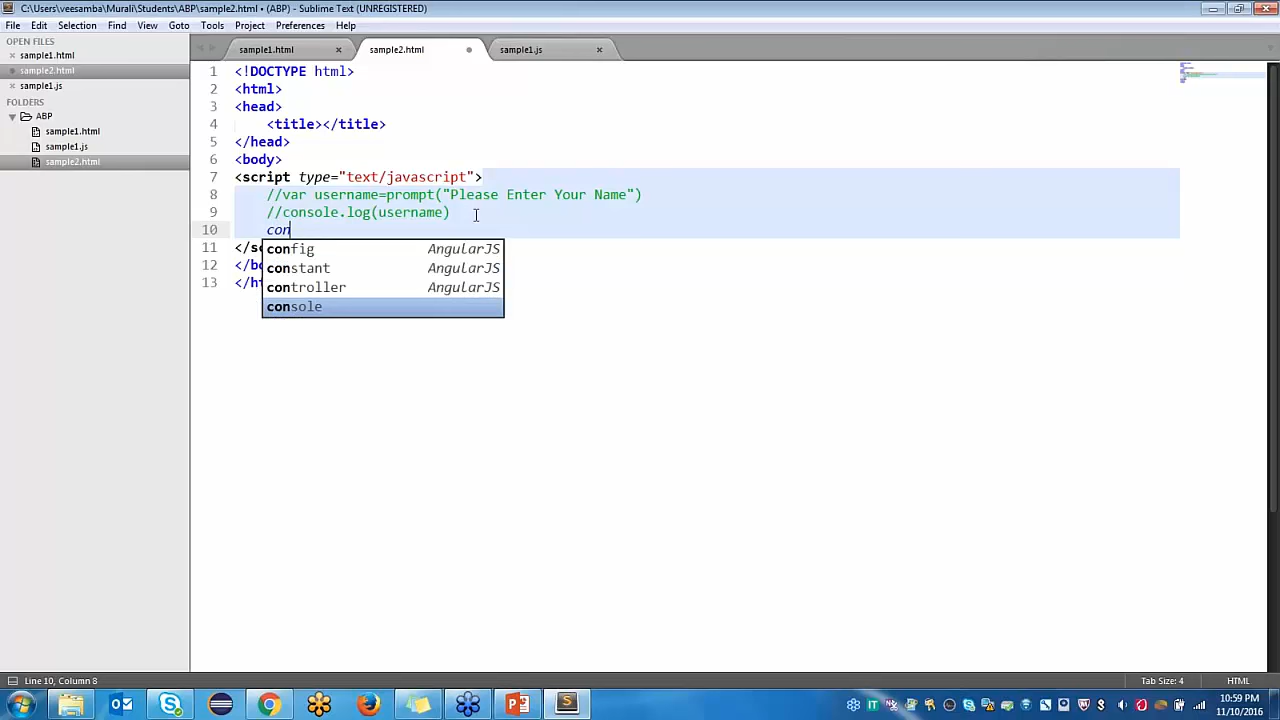 C:\Users\veesamba\Murali\Students\ABP\sample2.html • (ABP) - Sublime Text (UNREGISTERED)
File Edit Selection Find View Goto Tools Project Preferences Help
OPEN FILES
sample1.html
sample2.html
sample1.js
FOLDERS
ABP
sample1.html
sample1.js
sample2.html
sample1.html sample2.html sample1.js
1 <!DOCTYPE html>
2 <html>
3 <head>
4 <title></title>
5 </head>
6 <body>
7 <script type="text/javascript">
8 //var username=prompt("Please Enter Your Name")
9 //console.log(username)
10 con
11 </sc
12 </bo
13 </ht
config AngularJS
constant AngularJS
controller AngularJS
console
Line 10, Column 8 Tab Size: 4 HTML
10:59 PM
11/10/2016